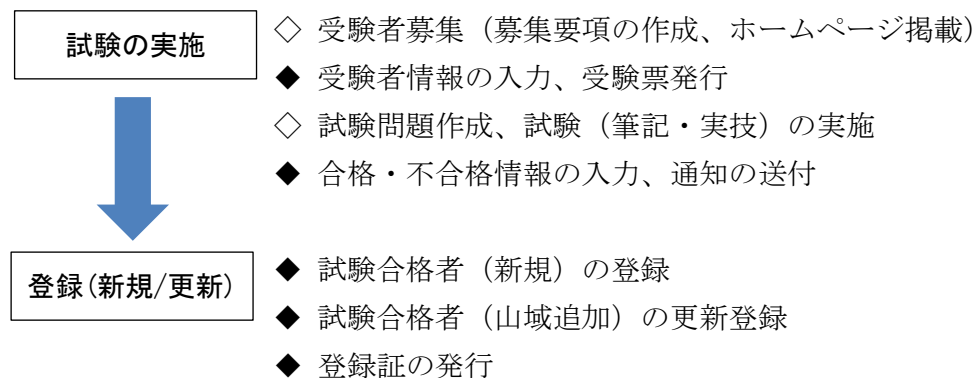 試験の実施
◇ 受験者募集（募集要項の作成、ホームページ掲載）
◆ 受験者情報の入力、受験票発行
◇ 試験問題作成、試験（筆記・実技）の実施
◆ 合格・不合格情報の入力、通知の送付
登録(新規/更新)
◆ 試験合格者（新規）の登録
◆ 試験合格者（山域追加）の更新登録
◆ 登録証の発行